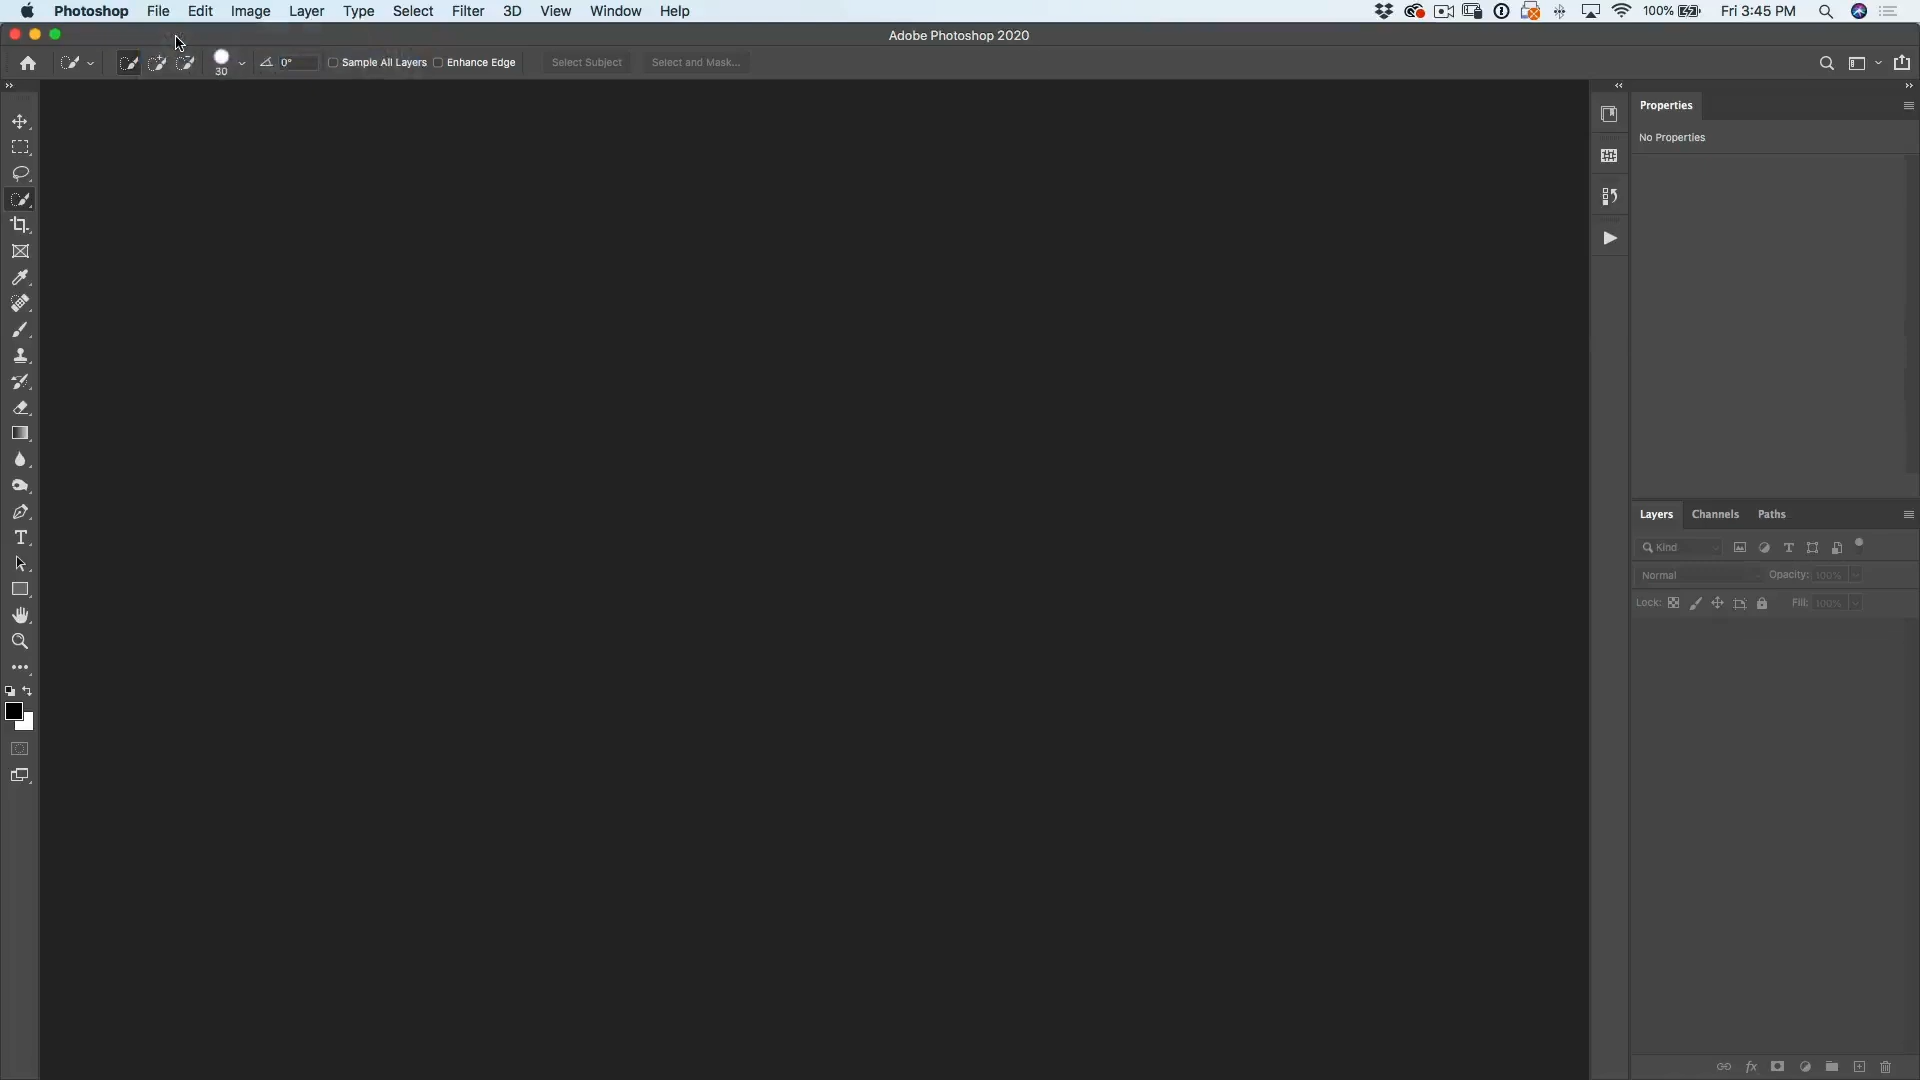 Photoshop File Edit Image Layer Type Select Filter 3D View Window Help 100% Fri 3:45 PM
Adobe Photoshop 2020
30 0° Sample All Layers Enhance Edge Select Subject Select and Mask...
Properties
No Properties
Layers Channels Paths
Kind
Normal Opacity: 100%
Lock: Fill: 100%